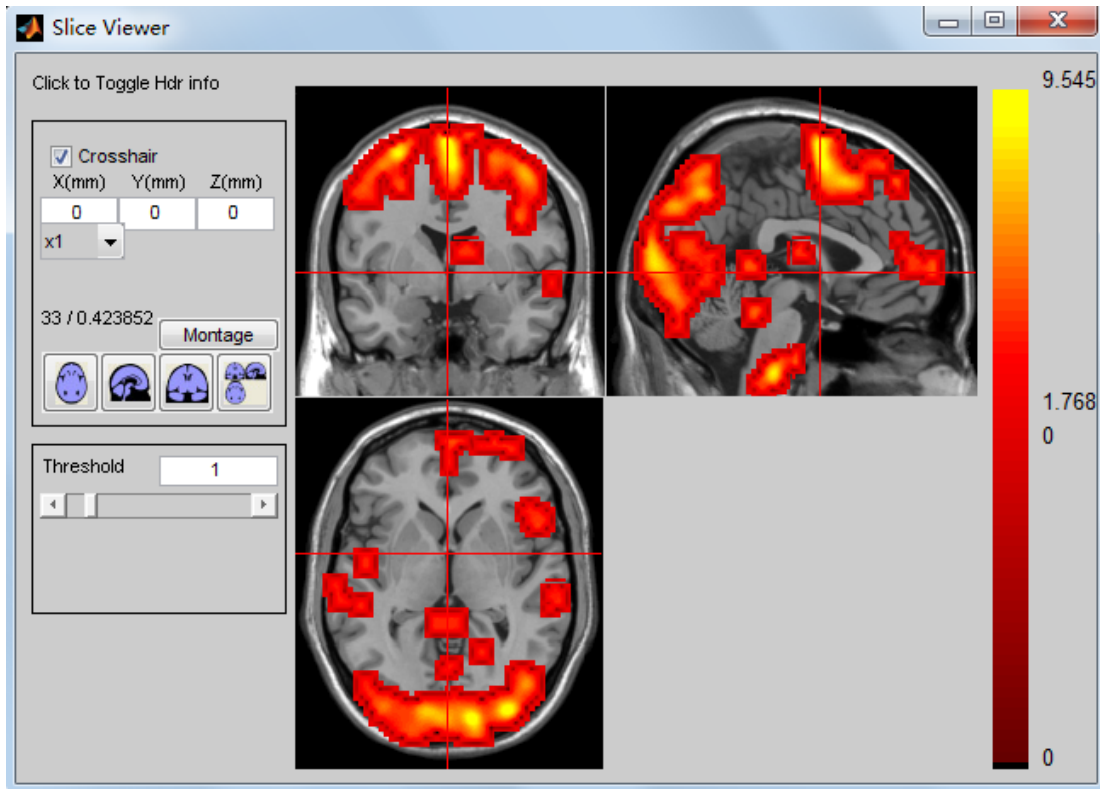 Slice Viewer
Click to Toggle Hdr info
Crosshair
X(mm) Y(mm) Z(mm)
0 0 0
x1
33 / 0.423852
Montage
Threshold
1
9.545
1.768
0
0